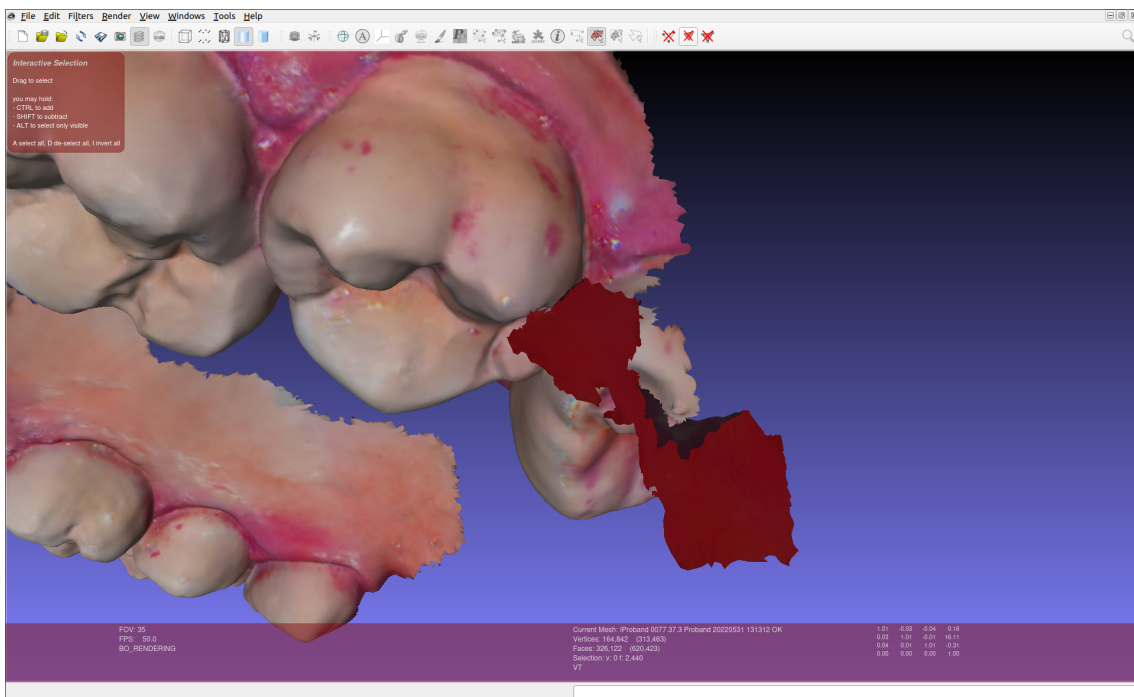 File Edit Filters Render View Windows Tools Help
Interactive Selection
Drag to select
you may hold:
- CTRL to add
- SHIFT to subtract
- ALT to select only visible
A select all, D de-select all, I invert all
FOV: 35
FPS: 50.0
BO_RENDERING
Current Mesh: IProband 0077.37.3 Proband 20220531 131312 OK
Vertices: 164,842 (313,463)
Faces: 326,122 (620,423)
Selection: v: 0 f: 2,440
VT
1.01 -0.03 -0.04 0.16
0.03 1.01 -0.01 16.11
0.04 0.01 1.01 -0.31
0.00 0.00 0.00 1.00